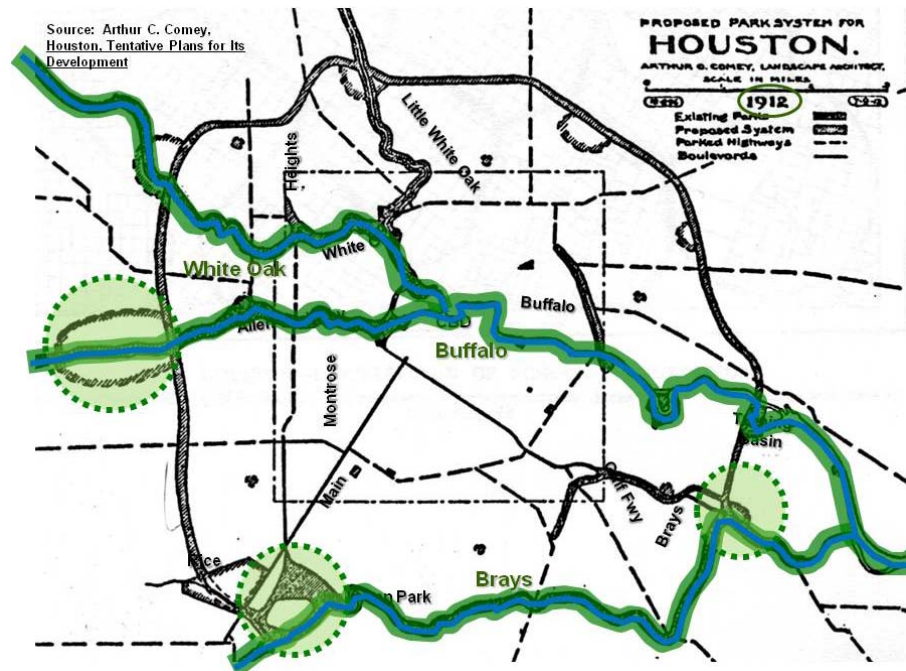 Source: Arthur C. Comey,
Houston, Tentative Plans for Its
Development
PROPOSED PARK SYSTEM FOR
HOUSTON.
ARTHUR C. COMEY, LANDSCAPE ARCHITECT,
SCALE IN MILES
1912
Existing Parks
Proposed System
Parked Highways
Boulevards
Little White Oak
Heights
White
White Oak
Buffalo
Buffalo
CBD
Montrose
Main
Brays
Brays
Rice
Park